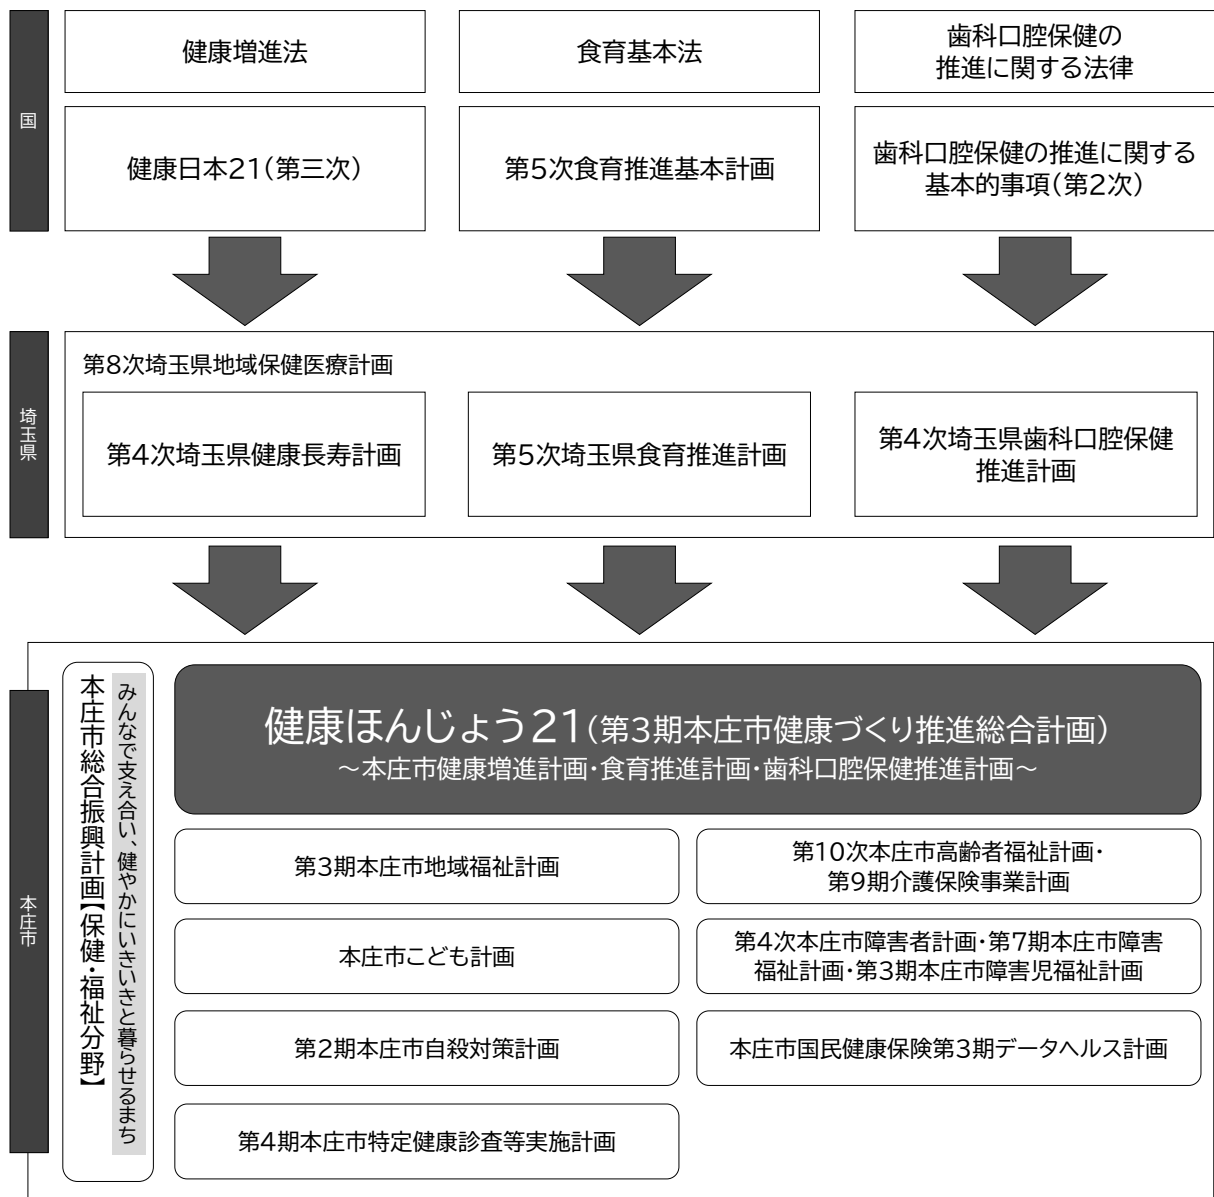 国
健康増進法
食育基本法
歯科口腔保健の
推進に関する法律
健康日本21(第三次)
第5次食育推進基本計画
歯科口腔保健の推進に関する
基本的事項(第2次)
埼玉県
第8次埼玉県地域保健医療計画
第4次埼玉県健康長寿計画
第5次埼玉県食育推進計画
第4次埼玉県歯科口腔保健
推進計画
本庄市
本庄市総合振興計画【保健・福祉分野】
みんなで支え合い、健やかにいきいきと暮らせるまち
健康ほんじょう21(第3期本庄市健康づくり推進総合計画)
～本庄市健康増進計画・食育推進計画・歯科口腔保健推進計画～
第3期本庄市地域福祉計画
第10次本庄市高齢者福祉計画・
第9期介護保険事業計画
本庄市こども計画
第4次本庄市障害者計画・第7期本庄市障害
福祉計画・第3期本庄市障害児福祉計画
第2期本庄市自殺対策計画
本庄市国民健康保険第3期データヘルス計画
第4期本庄市特定健康診査等実施計画